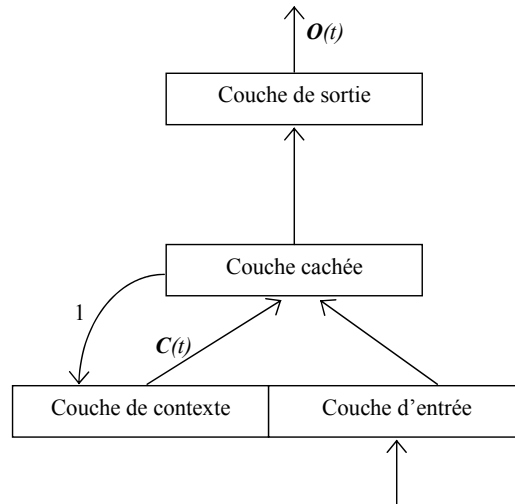 O(t)
Couche de sortie
Couche cachée
1
C(t)
Couche de contexte
Couche d’entrée